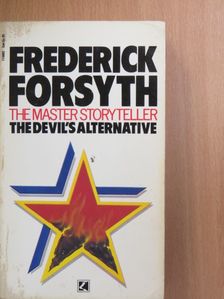 FREDERICK
FORSYTH
THE MASTER STORYTELLER
THE DEVIL'S ALTERNATIVE